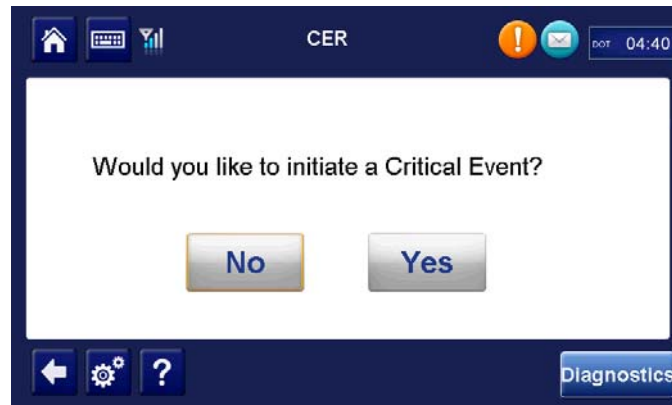 CER
DOT 04:40
Would you like to initiate a Critical Event?
No
Yes
?
Diagnostics